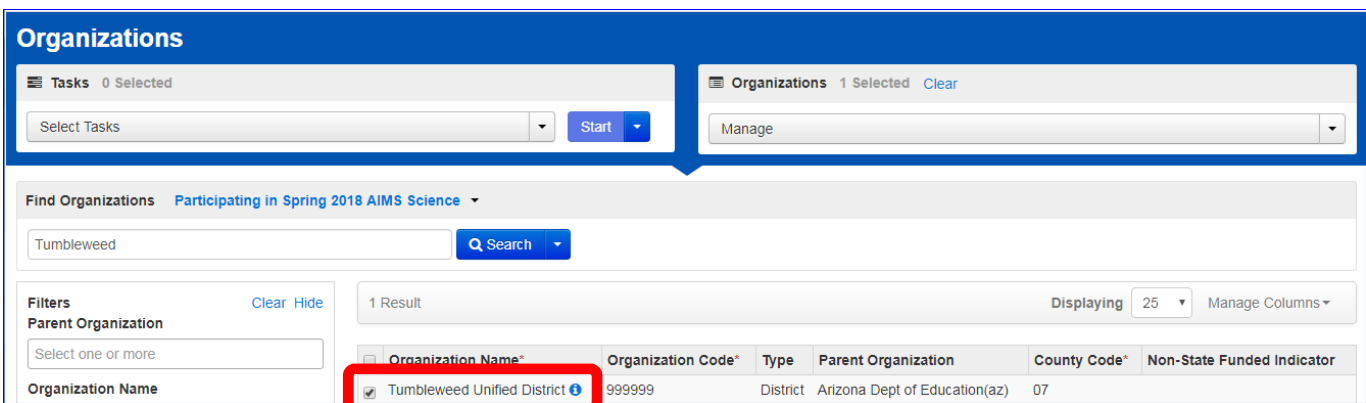 Organizations
Tasks 0 Selected
Select Tasks
Start
Organizations 1 Selected Clear
Manage
Find Organizations Participating in Spring 2018 AIMS Science
Tumbleweed
Search
Filters Clear Hide
Parent Organization
Select one or more
Organization Name
1 Result Displaying 25 Manage Columns
Organization Name* Organization Code* Type Parent Organization County Code* Non-State Funded Indicator
Tumbleweed Unified District 999999 District Arizona Dept of Education(az) 07